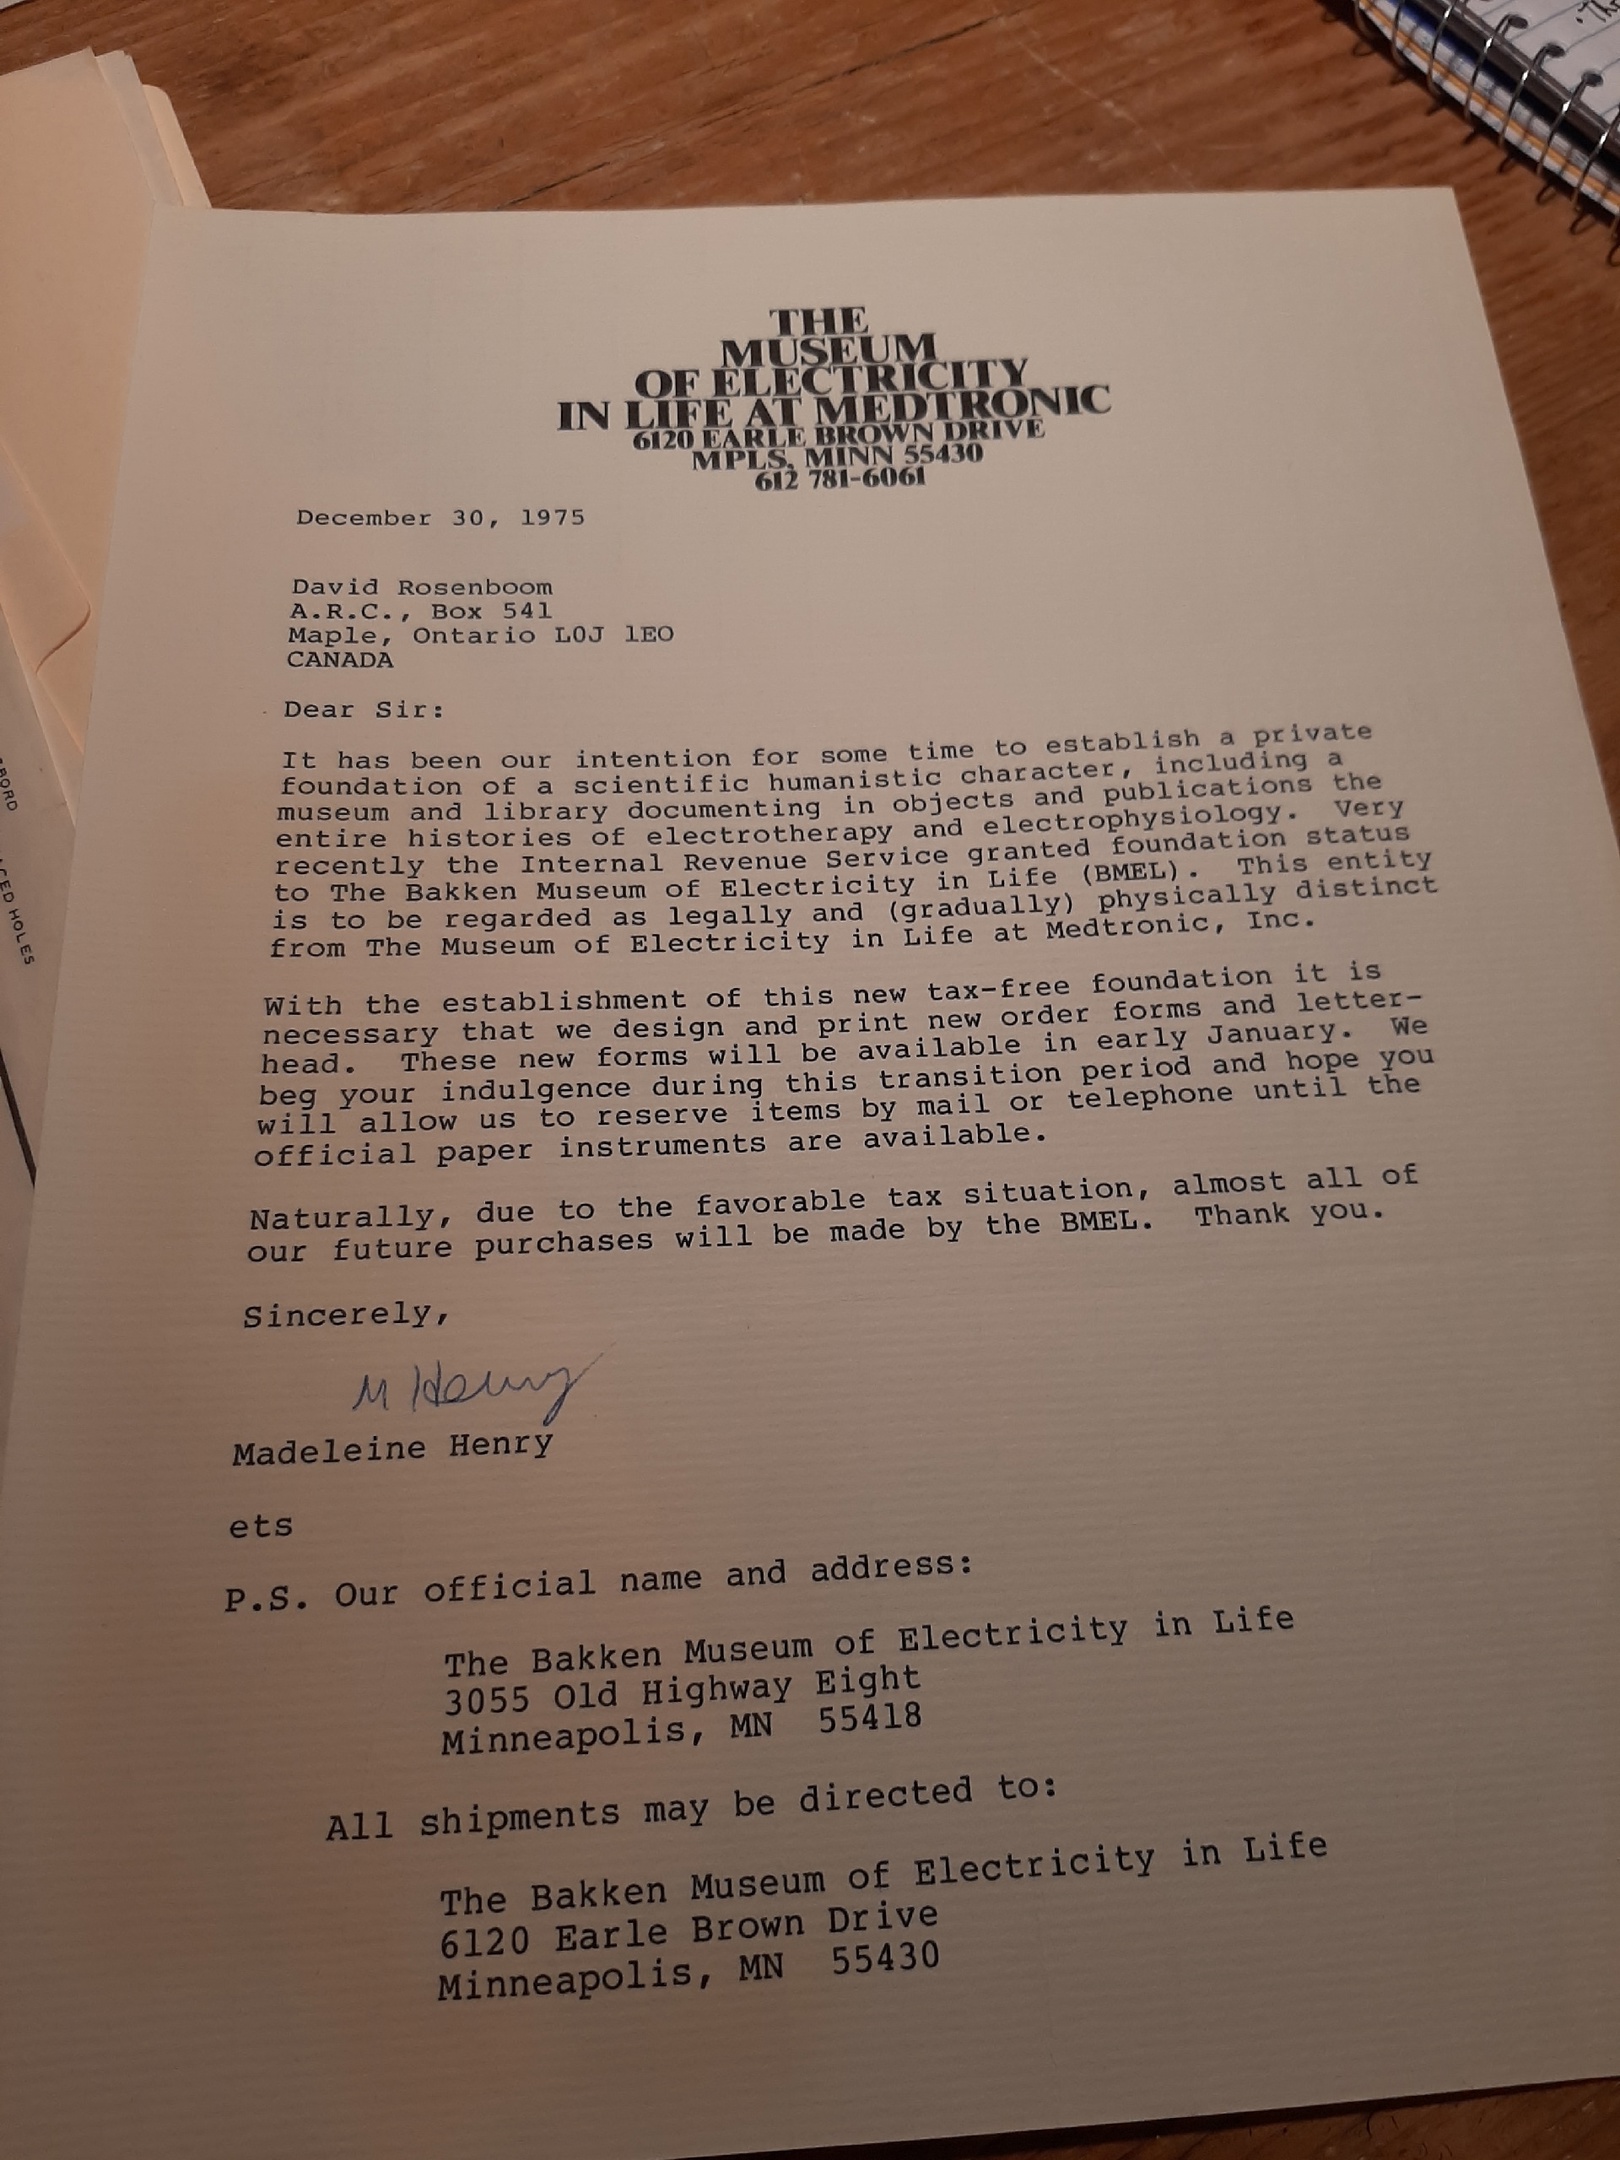 THE
MUSEUM
OF ELECTRICITY
IN LIFE AT MEDTRONIC
6120 EARLE BROWN DRIVE
MPLS, MINN 55430
612 781-6061
December 30, 1975
David Rosenboom
A.R.C., Box 541
Maple, Ontario L0J 1EO
CANADA
Dear Sir:
It has been our intention for some time to establish a private
foundation of a scientific humanistic character, including a
museum and library documenting in objects and publications the
entire histories of electrotherapy and electrophysiology. Very
recently the Internal Revenue Service granted foundation status
to The Bakken Museum of Electricity in Life (BMEL). This entity
is to be regarded as legally and (gradually) physically distinct
from The Museum of Electricity in Life at Medtronic, Inc.
With the establishment of this new tax-free foundation it is
necessary that we design and print new order forms and letter-
head. These new forms will be available in early January. We
beg your indulgence during this transition period and hope you
will allow us to reserve items by mail or telephone until the
official paper instruments are available.
Naturally, due to the favorable tax situation, almost all of
our future purchases will be made by the BMEL. Thank you.
Sincerely,
M Henry
Madeleine Henry
ets
P.S. Our official name and address:
The Bakken Museum of Electricity in Life
3055 Old Highway Eight
Minneapolis, MN 55418
All shipments may be directed to:
The Bakken Museum of Electricity in Life
6120 Earle Brown Drive
Minneapolis, MN 55430
HOLES